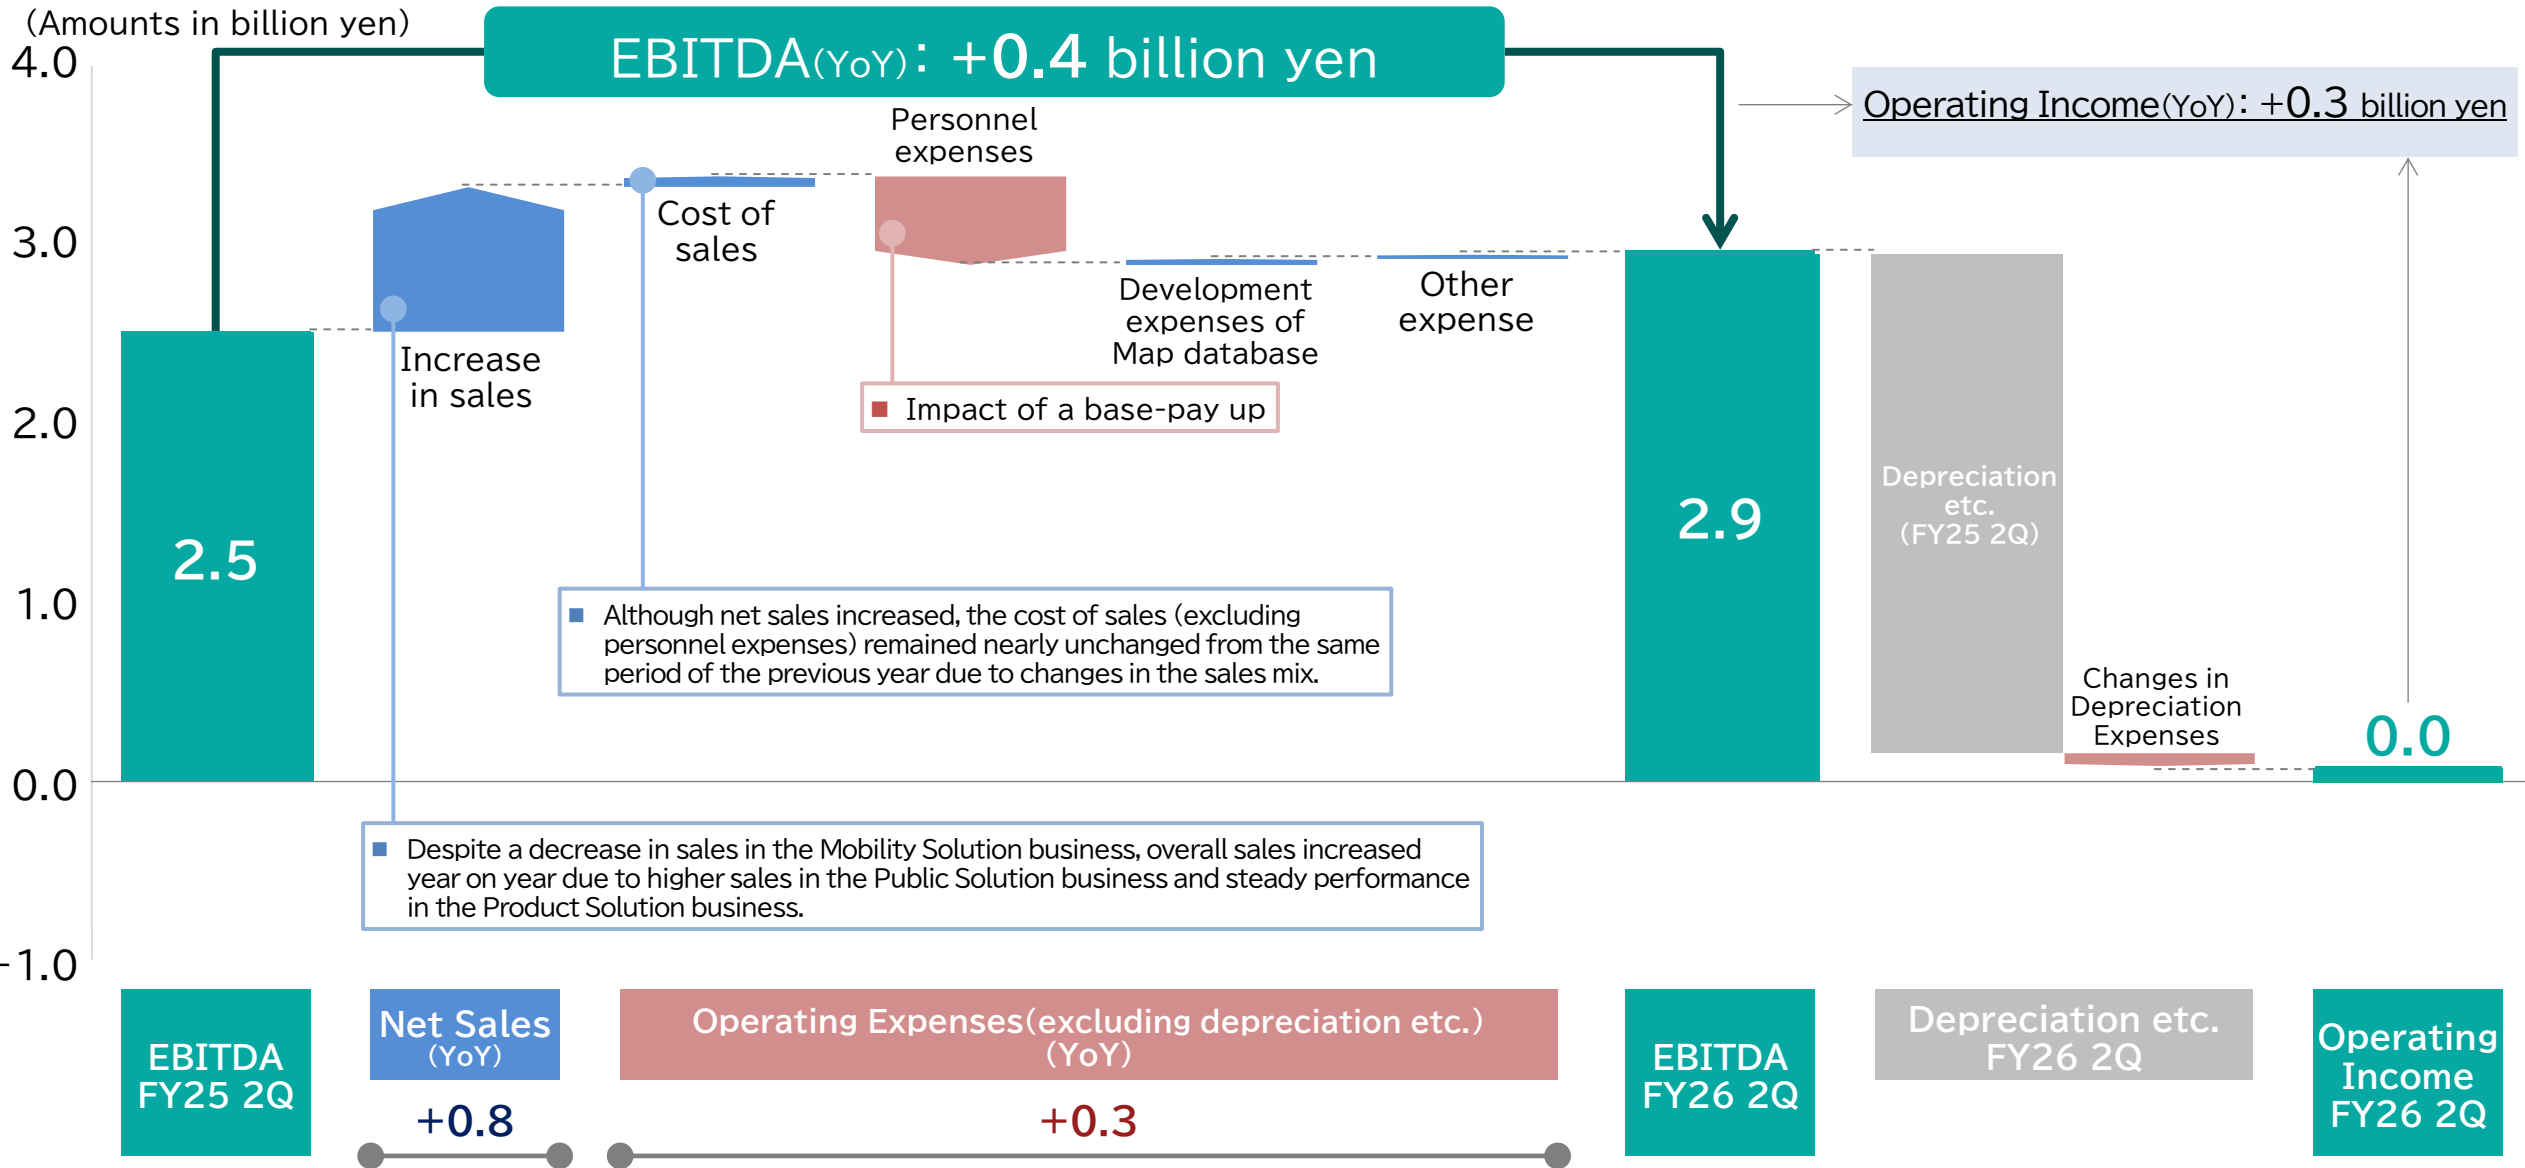 (Amounts in billion yen)
EBITDA(YoY): +0.4 billion yen
Operating Income(YoY): +0.3 billion yen
4.0
3.0
2.0
1.0
0.0
-1.0
2.5
Increase
in sales
Cost of
sales
Personnel
expenses
Development
expenses of
Map database
Other
expense
2.9
Depreciation
etc.
(FY25 2Q)
Changes in
Depreciation
Expenses
0.0
■ Impact of a base-pay up
■ Although net sales increased, the cost of sales (excluding
personnel expenses) remained nearly unchanged from the same
period of the previous year due to changes in the sales mix.
■ Despite a decrease in sales in the Mobility Solution business, overall sales increased
year on year due to higher sales in the Public Solution business and steady performance
in the Product Solution business.
EBITDA
FY25 2Q
Net Sales
(YoY)
+0.8
Operating Expenses(excluding depreciation etc.)
(YoY)
+0.3
EBITDA
FY26 2Q
Depreciation etc.
FY26 2Q
Operating
Income
FY26 2Q